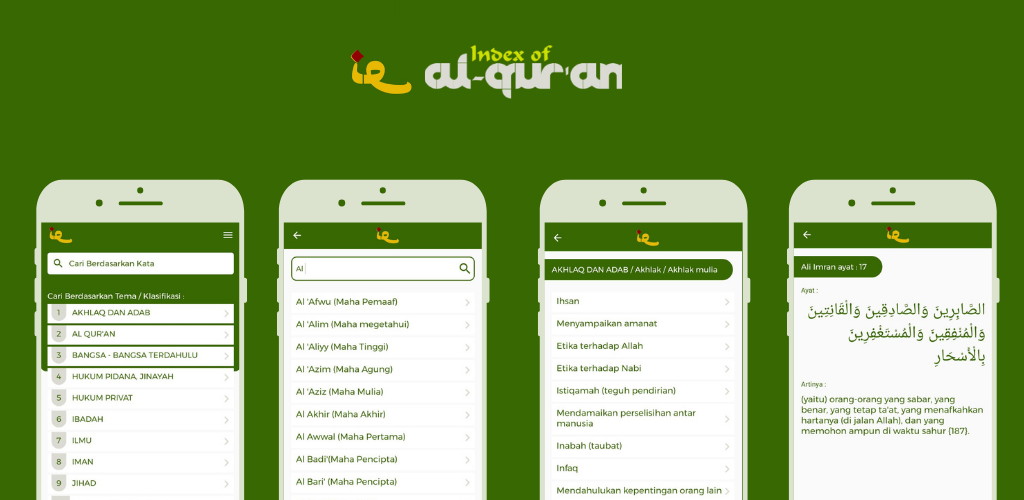 Index of
al-qur'an
Cari Berdasarkan Kata
Cari Berdasarkan Tema / Klasifikasi :
1 AKHLAQ DAN ADAB
2 AL QUR'AN
3 BANGSA - BANGSA TERDAHULU
4 HUKUM PIDANA, JINAYAH
5 HUKUM PRIVAT
6 IBADAH
7 ILMU
8 IMAN
9 JIHAD
Al
Al 'Afwu (Maha Pemaaf)
Al 'Alim (Maha megetahui)
Al 'Aliyy (Maha Tinggi)
Al 'Azim (Maha Agung)
Al 'Aziz (Maha Mulia)
Al Akhir (Maha Akhir)
Al Awwal (Maha Pertama)
Al Badi'(Maha Pencipta)
Al Bari' (Maha Pencipta)
AKHLAQ DAN ADAB / Akhlak / Akhlak mulia
Ihsan
Menyampaikan amanat
Etika terhadap Allah
Etika terhadap Nabi
Istiqamah (teguh pendirian)
Mendamaikan perselisihan antar
manusia
Inabah (taubat)
Infaq
Mendahulukan kepentingan orang lain
Ali Imran ayat : 17
Ayat :
الصَّابِرِينَ وَالصَّادِقِينَ وَالْقَانِتِينَ
وَالْمُنْفِقِينَ وَالْمُسْتَغْفِرِينَ
بِالْأَسْحَارِ
Artinya :
(yaitu) orang-orang yang sabar, yang
benar, yang tetap ta'at, yang menafkahkan
hartanya (di jalan Allah), dan yang
memohon ampun di waktu sahur (187).